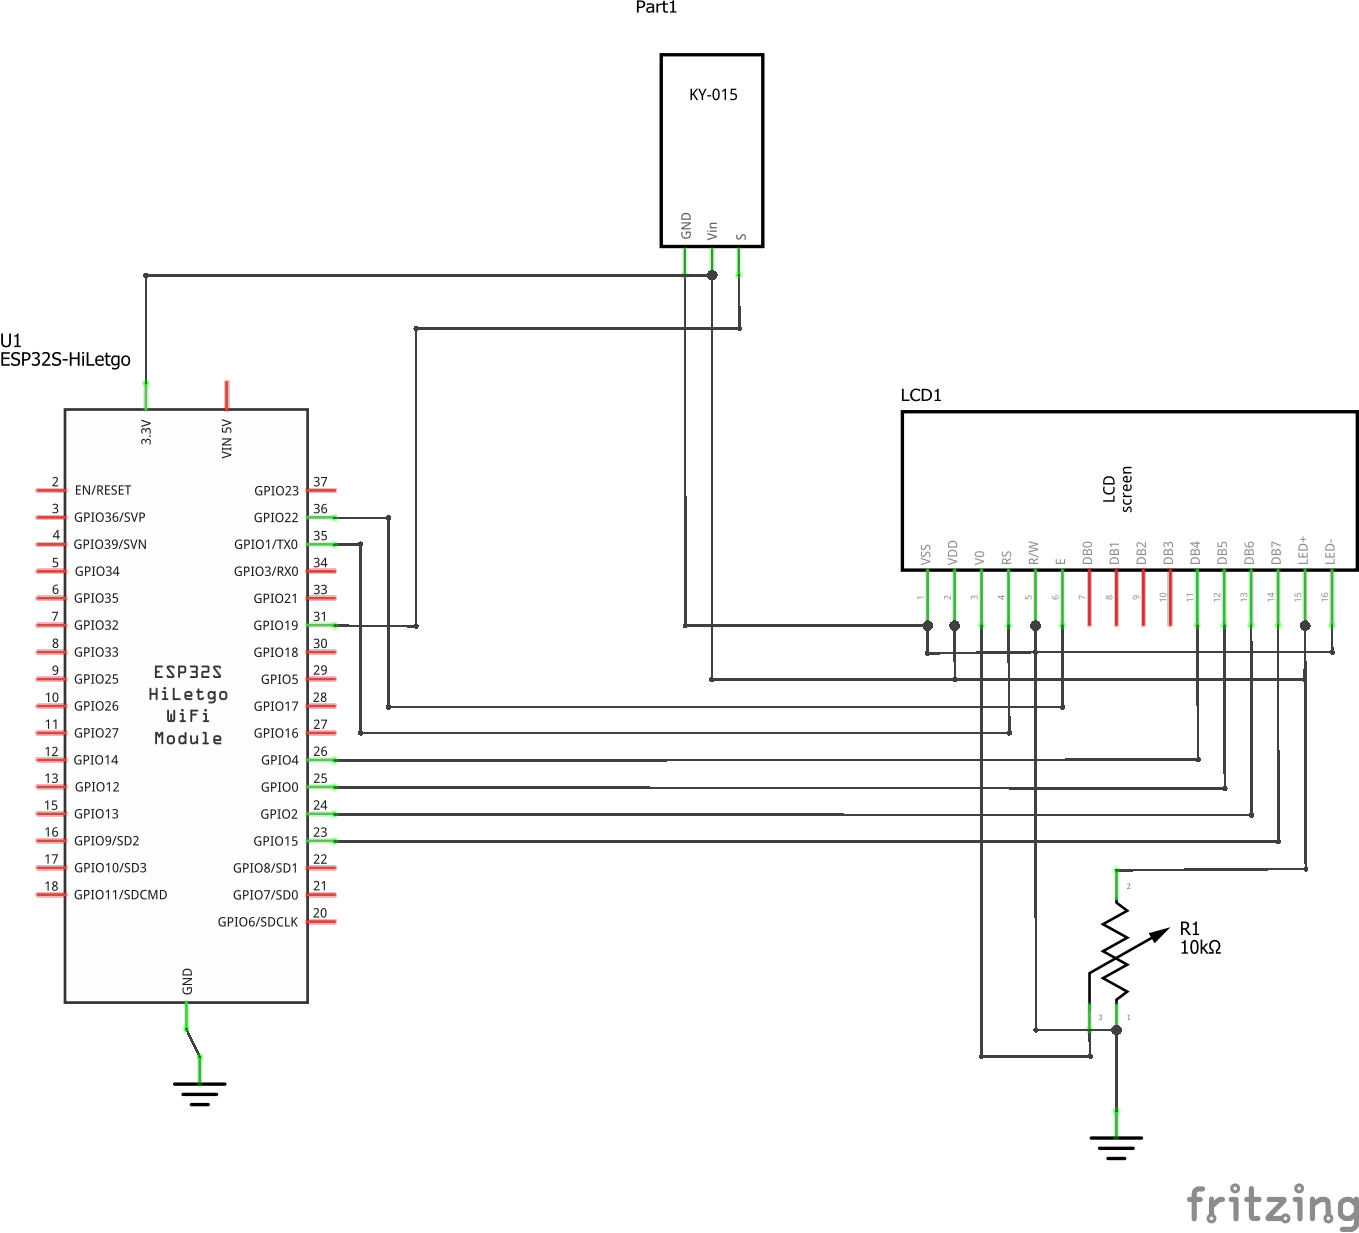 Part1
KY-015
GND
Vin
S
U1
ESP32S-HiLetgo
3.3V
VIN 5V
2 EN/RESET
3 GPIO36/SVP
4 GPIO39/SVN
5 GPIO34
6 GPIO35
7 GPIO32
8 GPIO33
9 GPIO25
10 GPIO26
11 GPIO27
12 GPIO14
13 GPIO12
15 GPIO13
16 GPIO9/SD2
17 GPIO10/SD3
18 GPIO11/SDCMD
GPIO23 37
GPIO22 36
GPIO1/TX0 35
GPIO3/RX0 34
GPIO21 33
GPIO19 31
GPIO18 30
GPIO5 29
GPIO17 28
GPIO16 27
GPIO4 26
GPIO0 25
GPIO2 24
GPIO15 23
GPIO8/SD1 22
GPIO7/SD0 21
GPIO6/SDCLK 20
ESP32S
HiLetgo
WiFi
Module
GND
LCD1
LCD
screen
VSS 1
VDD 2
V0 3
RS 4
R/W 5
E 6
DB0 7
DB1 8
DB2 9
DB3 10
DB4 11
DB5 12
DB6 13
DB7 14
LED+ 15
LED- 16
2
R1
10kΩ
3
1
fritzing